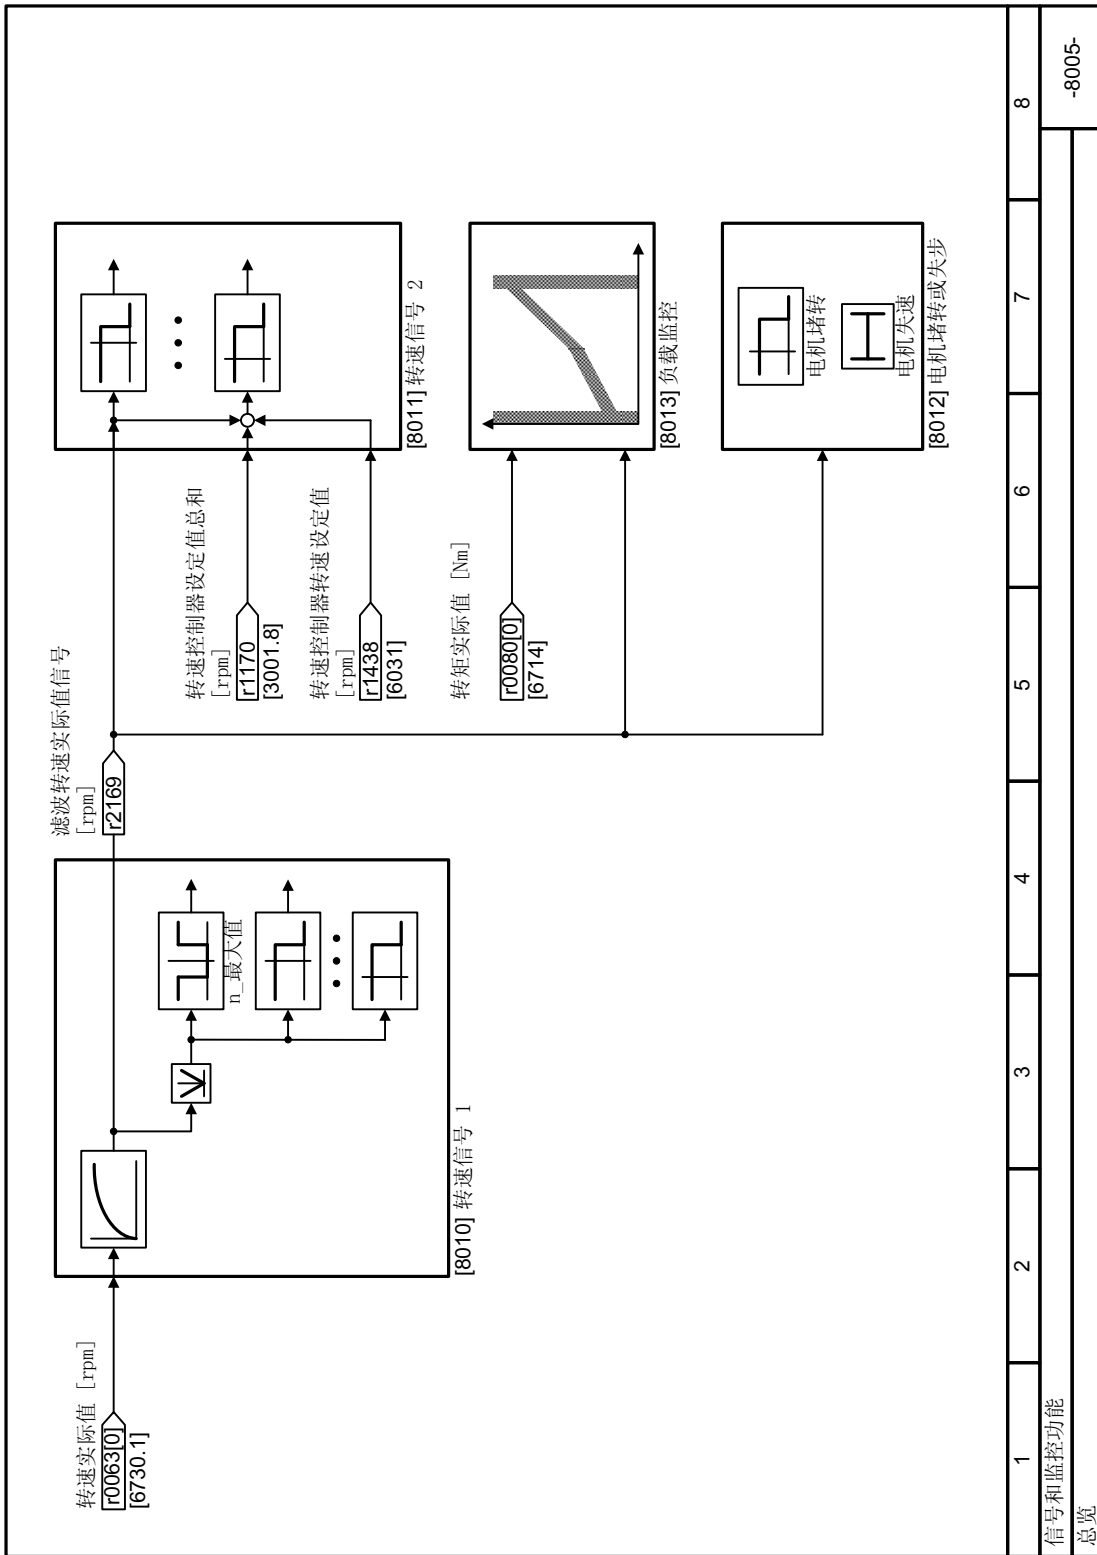 转速实际值 [rpm]
r0063[0]
[6730.1]
[8010] 转速信号 1
n_最大值
滤波转速实际值信号
[rpm]
r2169
转速控制器设定值总和
[rpm]
r1170
[3001.8]
转速控制器转速设定值
[rpm]
r1438
[6031]
转矩实际值 [Nm]
r0080[0]
[6714]
[8011] 转速信号 2
[8013] 负载监控
电机堵转
电机失速
[8012] 电机堵转或失步
1
2
3
4
5
6
7
8
信号和监控功能
总览
-8005-